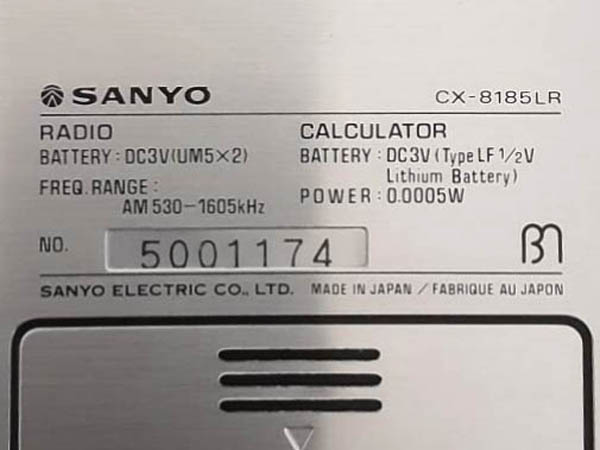 SANYO CX-8185LR
RADIO
BATTERY : DC3V(UM5×2)
FREQ. RANGE :
AM 530-1605kHz
CALCULATOR
BATTERY : DC3V (Type LF 1/2V
Lithium Battery)
POWER : 0.0005W
NO. 5001174
SANYO ELECTRIC CO., LTD. MADE IN JAPAN / FABRIQUE AU JAPON